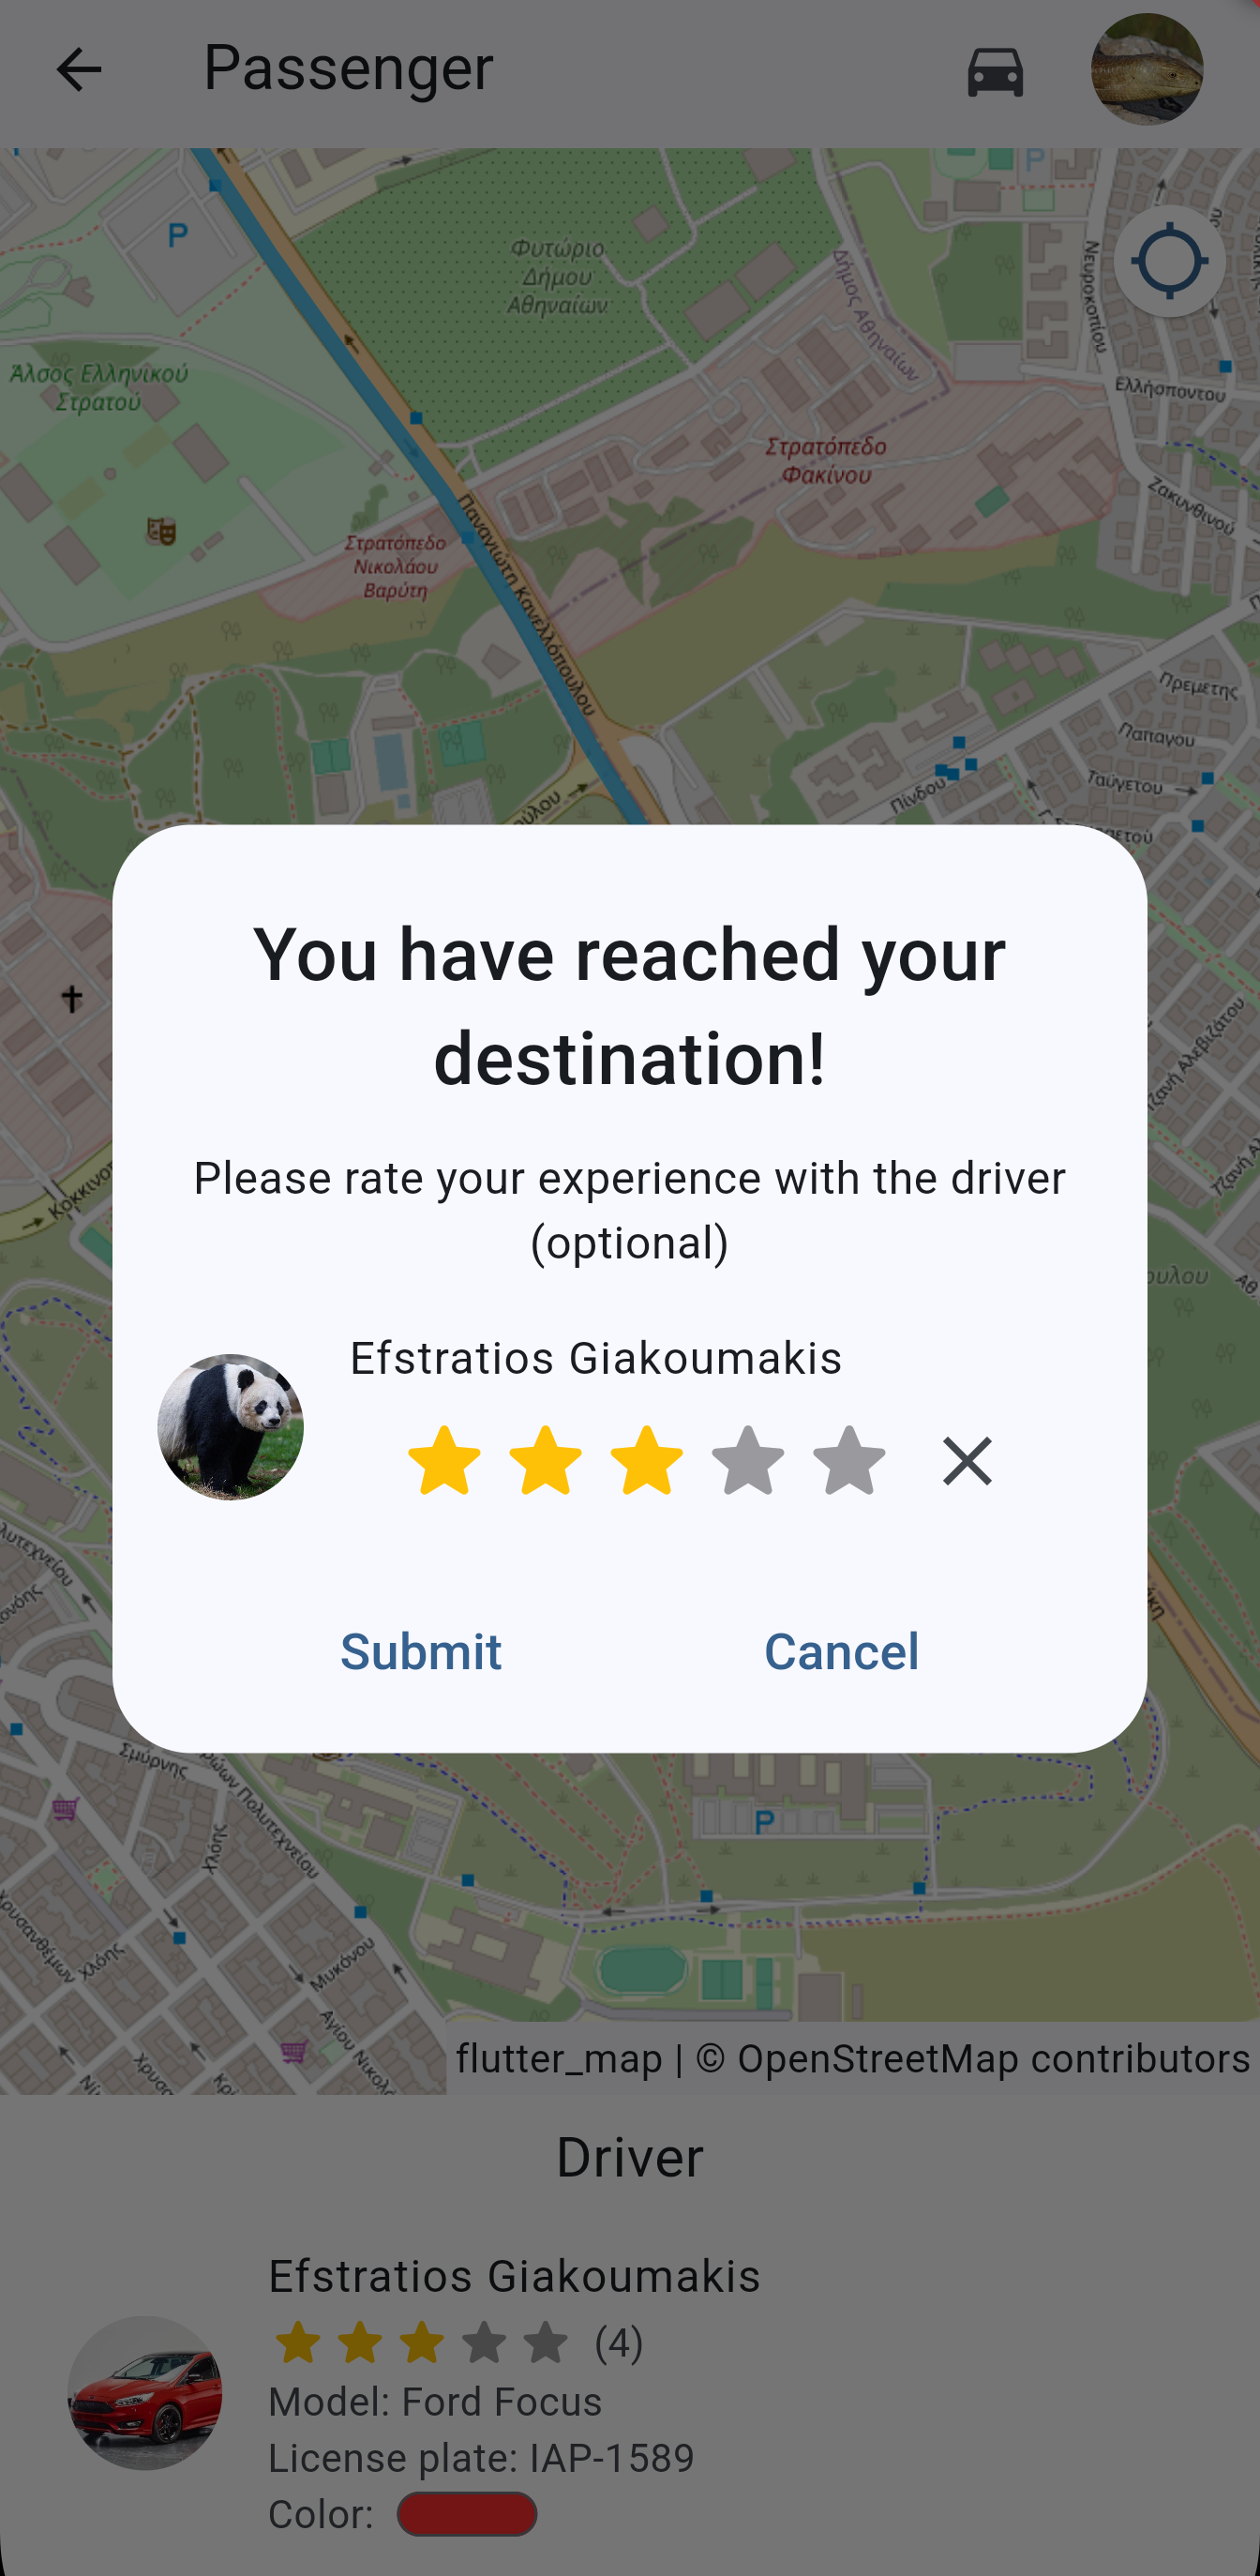 Passenger
P
P
Φυτώριο
Δήμου
Αθηναίων
Δήμος Αθηναίων
Νευροκοπίου
Άλσος Ελληνικού
Στρατού
Ελλήσποντου
Στρατόπεδο
Φακίνου
Ζακυνθινού
Στρατόπεδο
Νικολάου
Βαρύτη
Παναγιώτη Κανελλόπουλου
Πρεμετής
Παπαγου
Ταΰγετου
Πίνδου
You have reached your
destination!
Please rate your experience with the driver
(optional)
Efstratios Giakoumakis
Submit
Cancel
Τζανή Αλεβιζάτου
Σμύρνης
Χλόης
P
Χλόης
Μυκόνου
flutter_map | © OpenStreetMap contributors
Driver
Efstratios Giakoumakis
(4)
Model: Ford Focus
License plate: IAP-1589
Color: